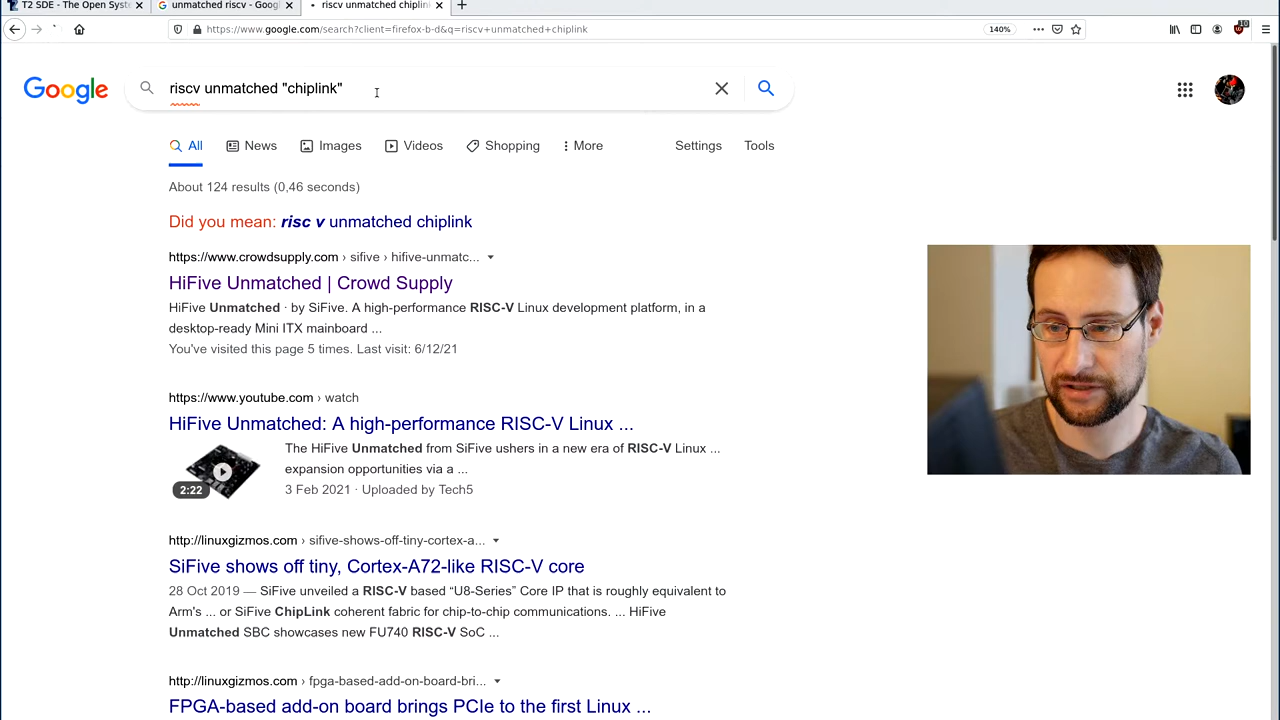 T2 SDE - The Open Syst
unmatched riscv - Googl
riscv unmatched chiplink
https://www.google.com/search?client=firefox-b-d&q=riscv+unmatched+chiplink
140%
10
Google
riscv unmatched "chiplink"
All
News
Images
Videos
Shopping
More
Settings
Tools
About 124 results (0,46 seconds)
Did you mean: risc v unmatched chiplink
https://www.crowdsupply.com › sifive › hifive-unmatc...
HiFive Unmatched | Crowd Supply
HiFive Unmatched · by SiFive. A high-performance RISC-V Linux development platform, in a
desktop-ready Mini ITX mainboard ...
You've visited this page 5 times. Last visit: 6/12/21
https://www.youtube.com › watch
HiFive Unmatched: A high-performance RISC-V Linux ...
The HiFive Unmatched from SiFive ushers in a new era of RISC-V Linux ...
expansion opportunities via a ...
2:22
3 Feb 2021 · Uploaded by Tech5
http://linuxgizmos.com › sifive-shows-off-tiny-cortex-a...
SiFive shows off tiny, Cortex-A72-like RISC-V core
28 Oct 2019 — SiFive unveiled a RISC-V based “U8-Series” Core IP that is roughly equivalent to
Arm's ... or SiFive ChipLink coherent fabric for chip-to-chip communications. ... HiFive
Unmatched SBC showcases new FU740 RISC-V SoC ...
http://linuxgizmos.com › fpga-based-add-on-board-bri...
FPGA-based add-on board brings PCIe to the first Linux ...